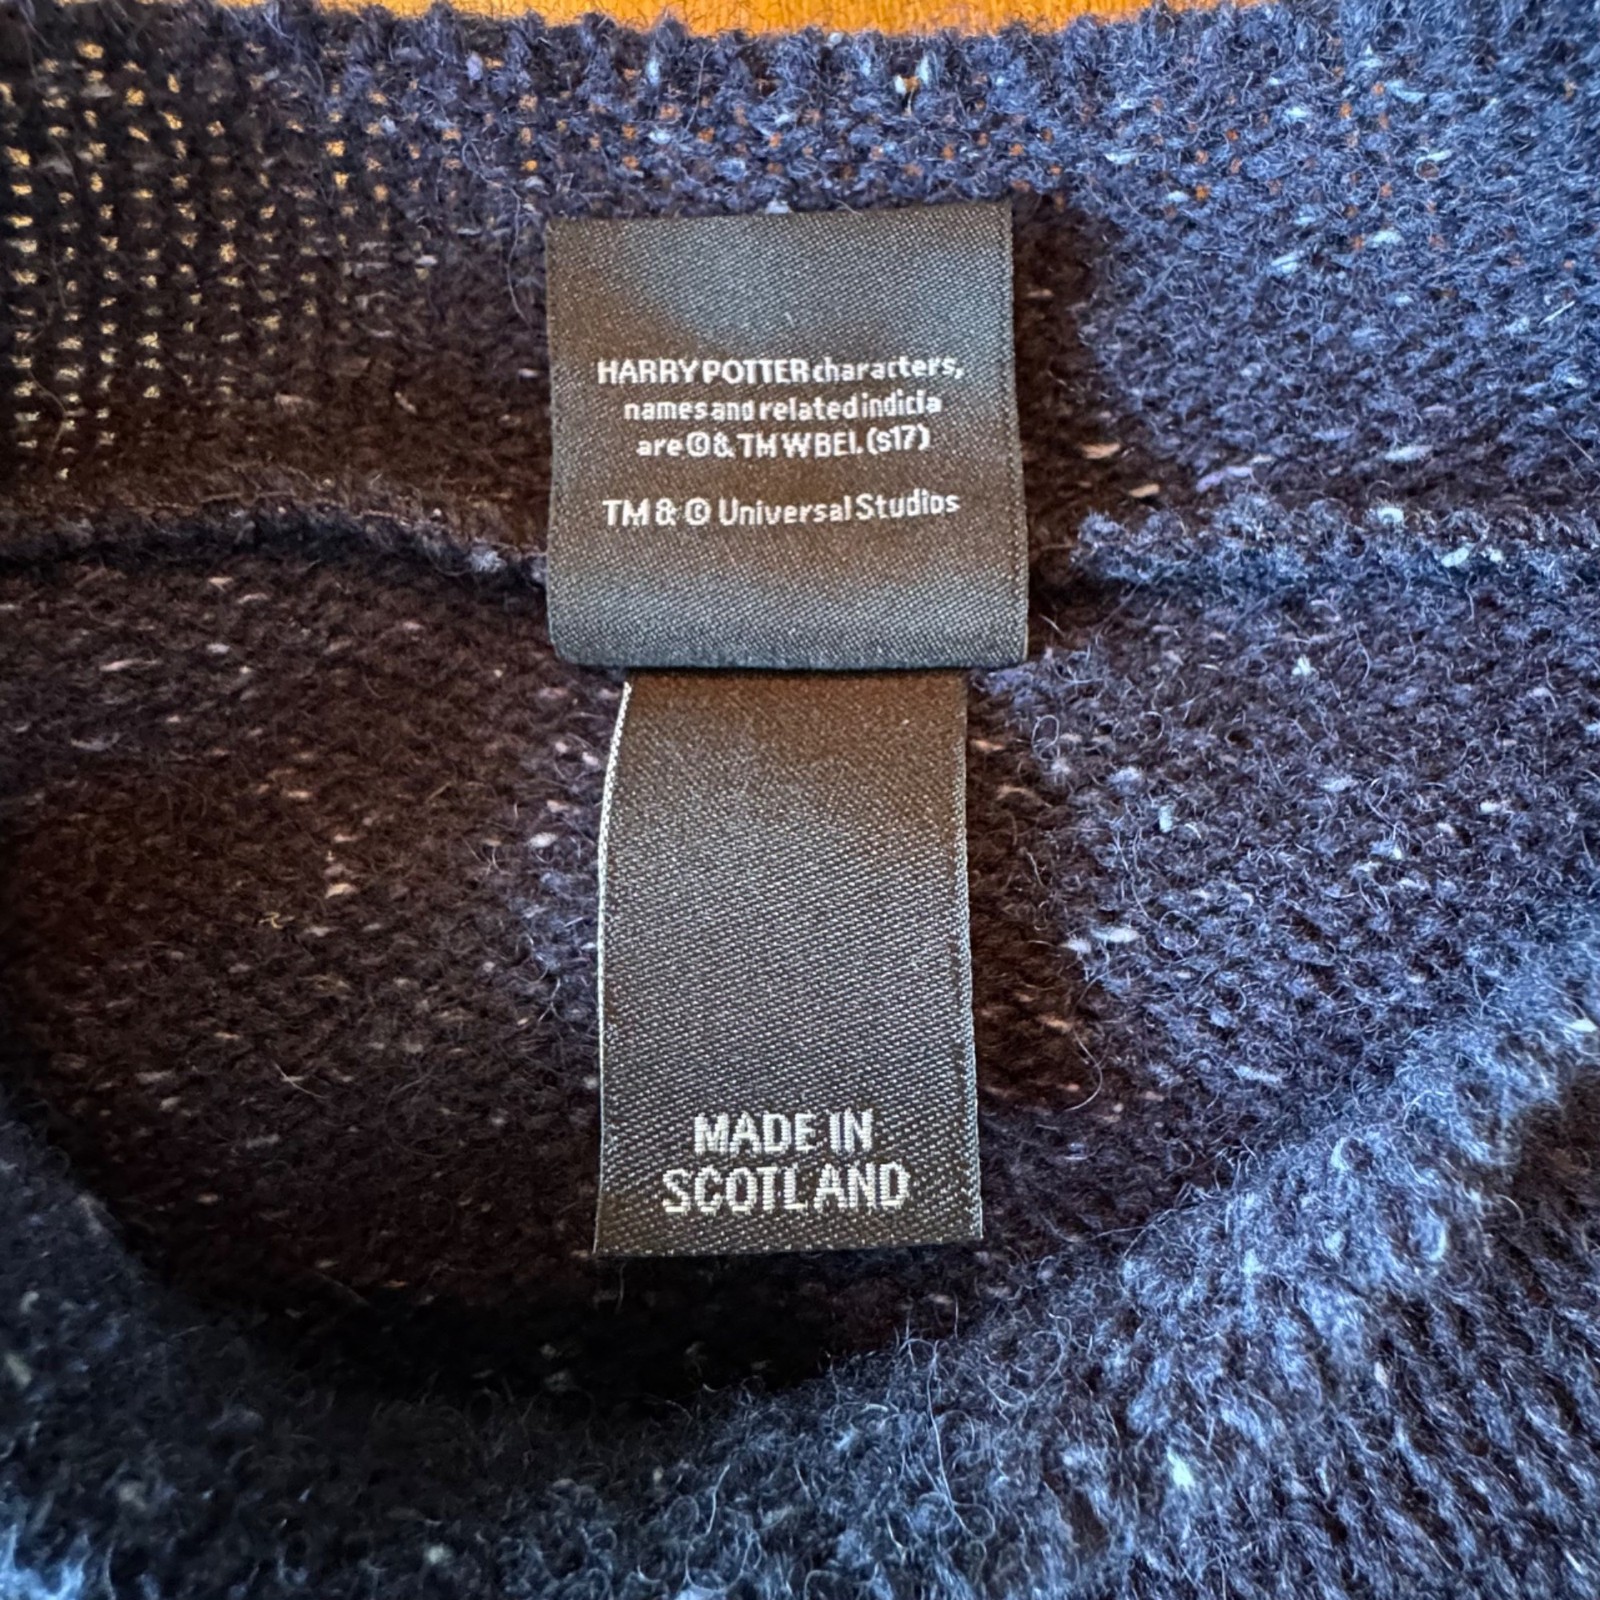 HARRY POTTER characters,
names and related indicia
are © & TM WBEI. (s17)
TM & © Universal Studios
MADE IN
SCOTLAND